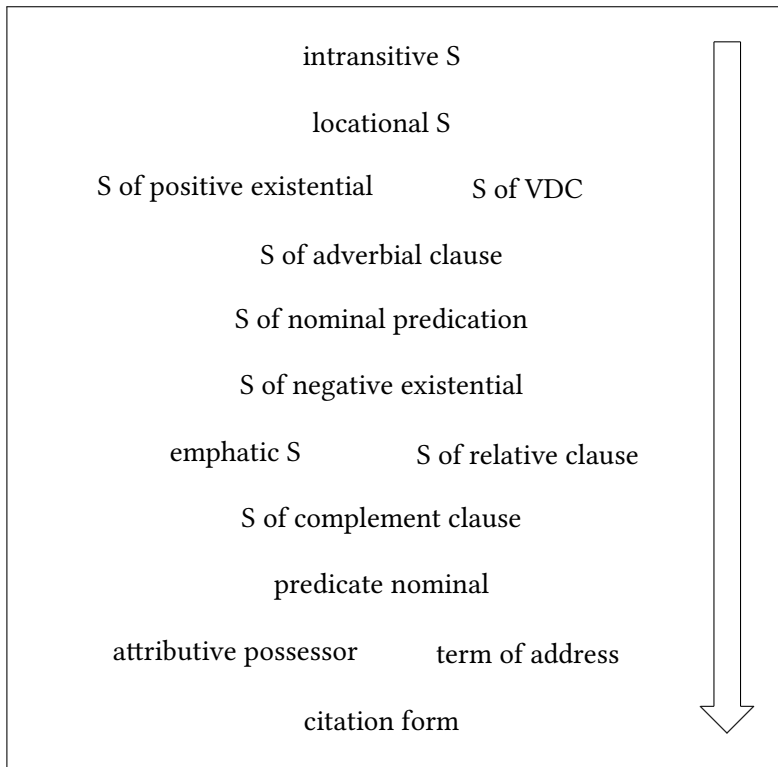 intransitive S
locational S
S of positive existential S of VDC
S of adverbial clause
S of nominal predication
S of negative existential
emphatic S S of relative clause
S of complement clause
predicate nominal
attributive possessor term of address
citation form